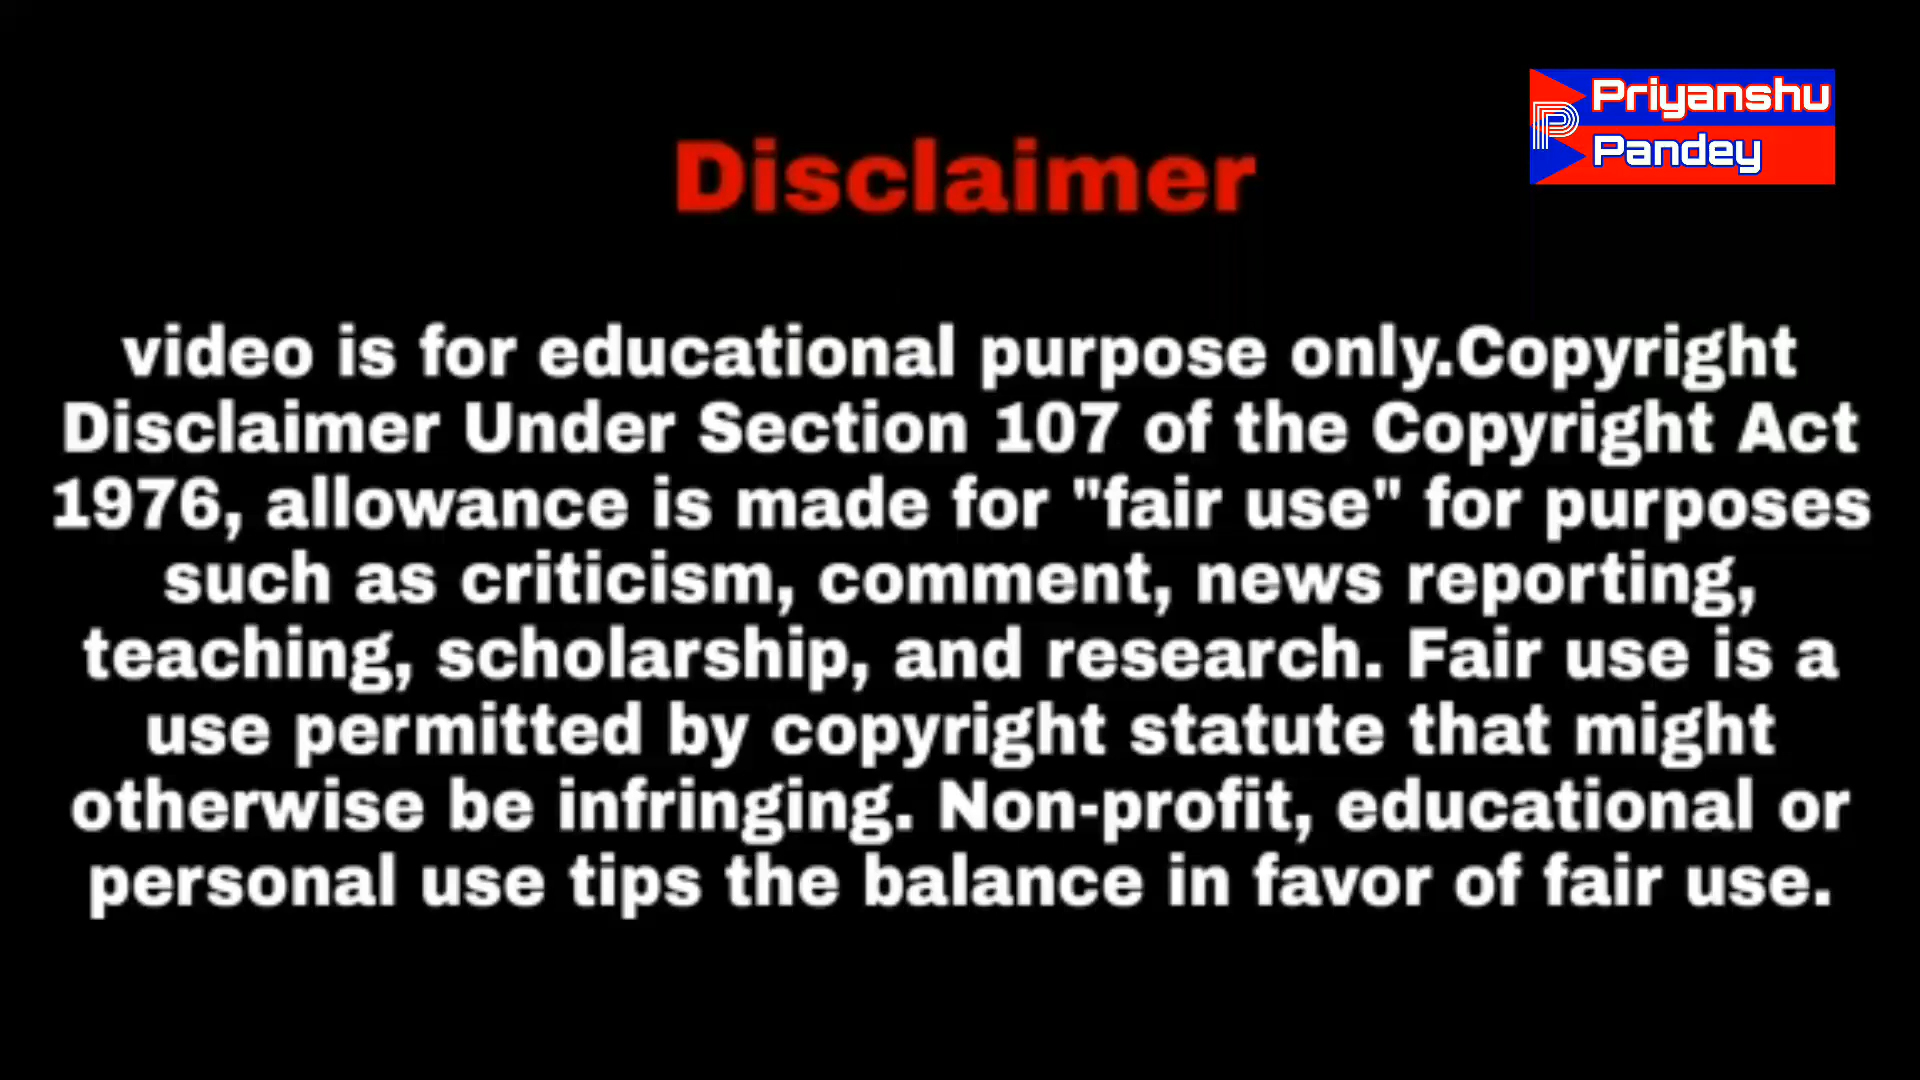 Priyanshu
Pandey
Disclaimer
video is for educational purpose only.Copyright
Disclaimer Under Section 107 of the Copyright Act
1976, allowance is made for "fair use" for purposes
such as criticism, comment, news reporting,
teaching, scholarship, and research. Fair use is a
use permitted by copyright statute that might
otherwise be infringing. Non-profit, educational or
personal use tips the balance in favor of fair use.